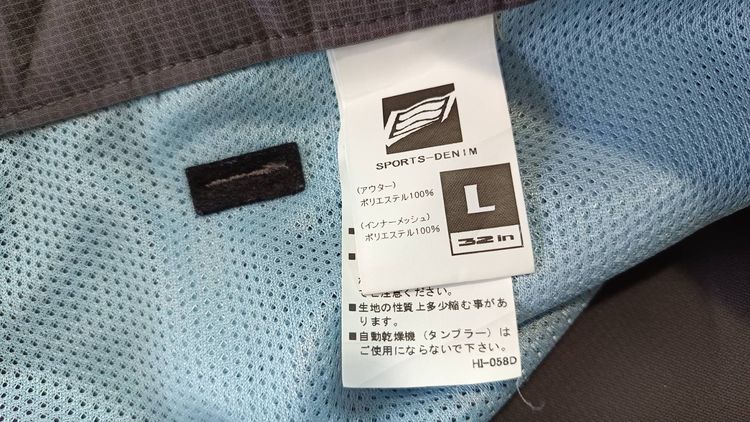 SPORTS-DENIM
(アウター)
ポリエステル100%
(インナーメッシュ)
ポリエステル100%
L
32in
てご注意ください。
■生地の性質上多少縮む事があ
ります。
■自動乾燥機(タンブラー)は
ご使用にならないで下さい。
HI-058D